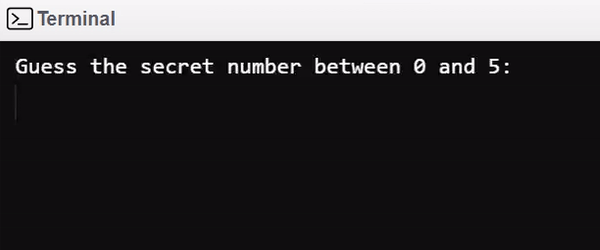 Terminal
Guess the secret number between 0 and 5: